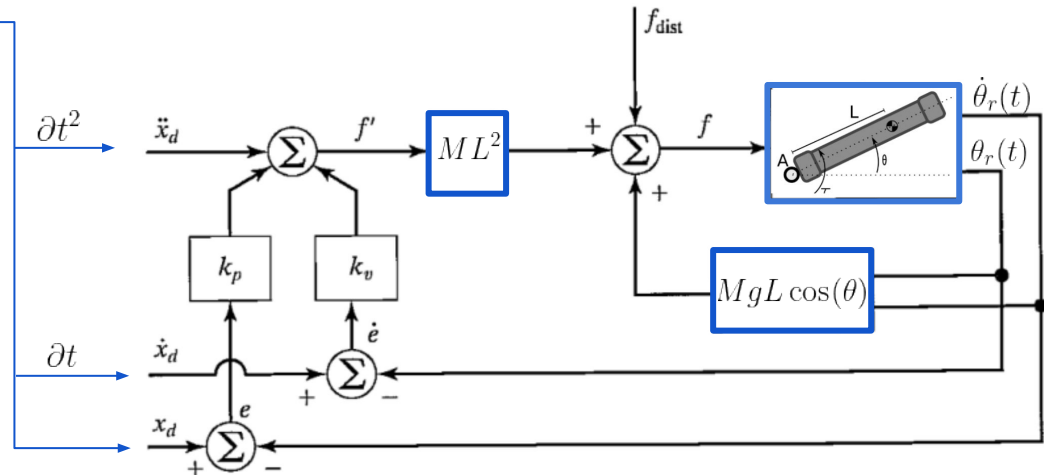 f_dist
∂t²
ẍ_d
Σ
f'
ML²
+
Σ
+
f
L
A
θ
τ
θ̇_r(t)
θ_r(t)
k_p
k_v
MgL cos(θ)
∂t
ẋ_d
ė
+
Σ
−
e
x_d
+
Σ
−